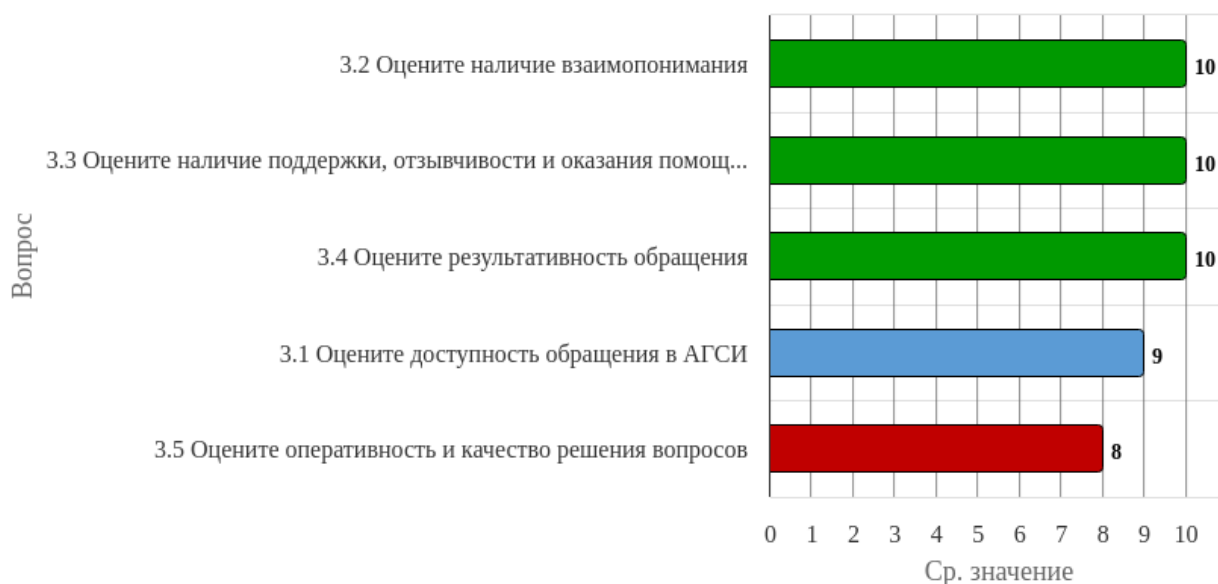 3.2 Оцените наличие взаимопонимания
10
3.3 Оцените наличие поддержки, отзывчивости и оказания помощ...
10
3.4 Оцените результативность обращения
10
3.1 Оцените доступность обращения в АГСИ
9
3.5 Оцените оперативность и качество решения вопросов
8
Вопрос
0 1 2 3 4 5 6 7 8 9 10
Ср. значение